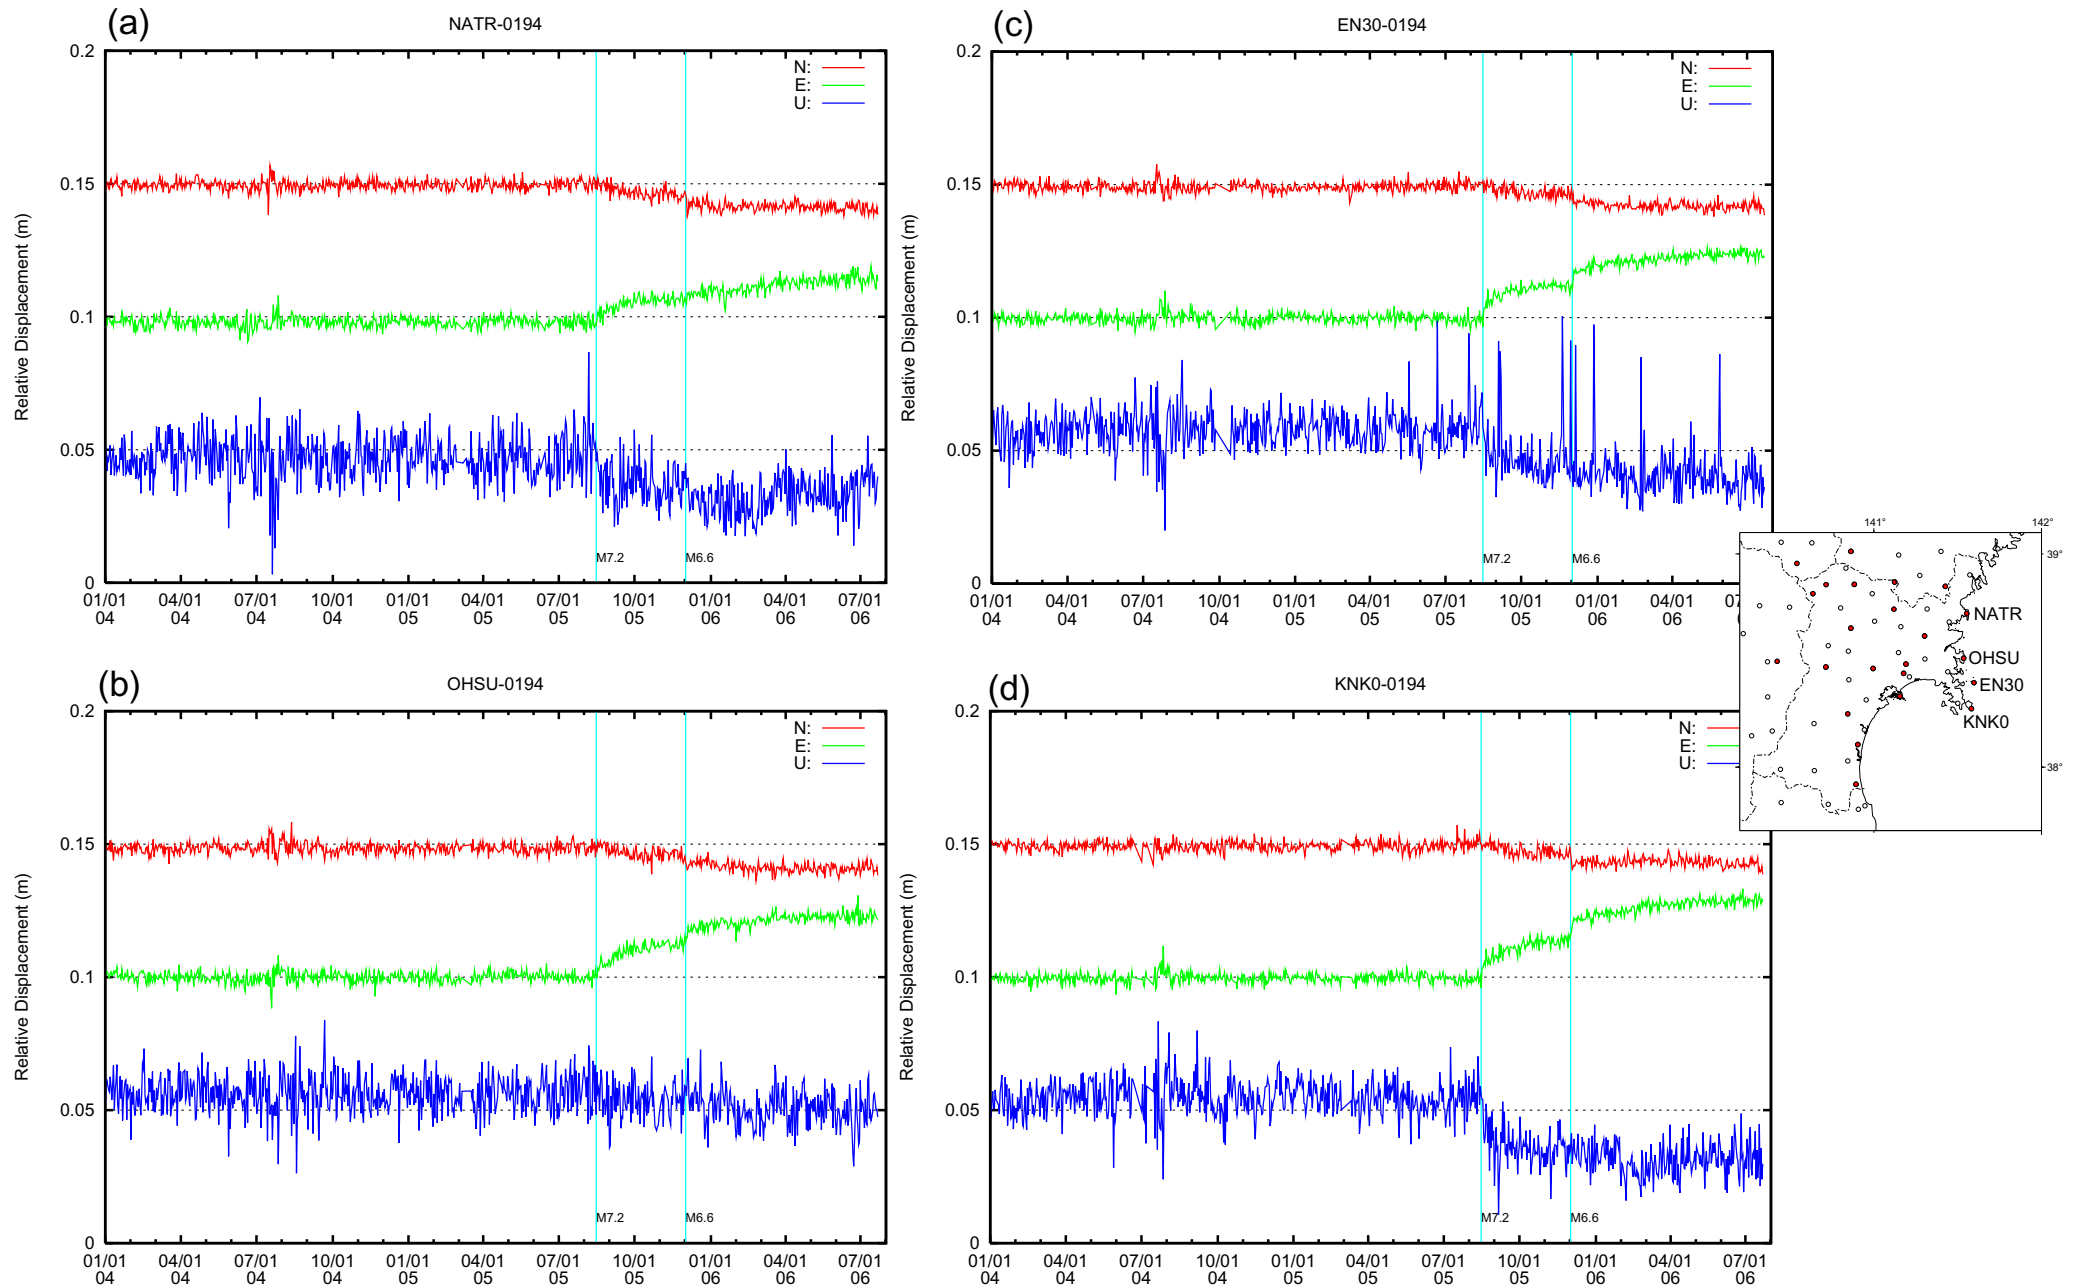 (a)
NATR-0194
N:
E:
U:
0.2
0.15
0.1
0.05
0
Relative Displacement (m)
M7.2
M6.6
01/01 04/01 07/01 10/01 01/01 04/01 07/01 10/01 01/01 04/01 07/01
04 04 04 04 05 05 05 05 06 06 06
(c)
EN30-0194
N:
E:
U:
0.2
0.15
0.1
0.05
0
Relative Displacement (m)
M7.2
M6.6
01/01 04/01 07/01 10/01 01/01 04/01 07/01 10/01 01/01 04/01
04 04 04 04 05 05 05 05 06 06
141°
142°
39°
38°
NATR
OHSU
EN30
KNK0
(b)
OHSU-0194
N:
E:
U:
0.2
0.15
0.1
0.05
0
Relative Displacement (m)
M7.2
M6.6
01/01 04/01 07/01 10/01 01/01 04/01 07/01 10/01 01/01 04/01 07/01
04 04 04 04 05 05 05 05 06 06 06
(d)
KNK0-0194
N:
E:
U:
0.2
0.15
0.1
0.05
0
Relative Displacement (m)
M7.2
M6.6
01/01 04/01 07/01 10/01 01/01 04/01 07/01 10/01 01/01 04/01 07/01
04 04 04 04 05 05 05 05 06 06 06